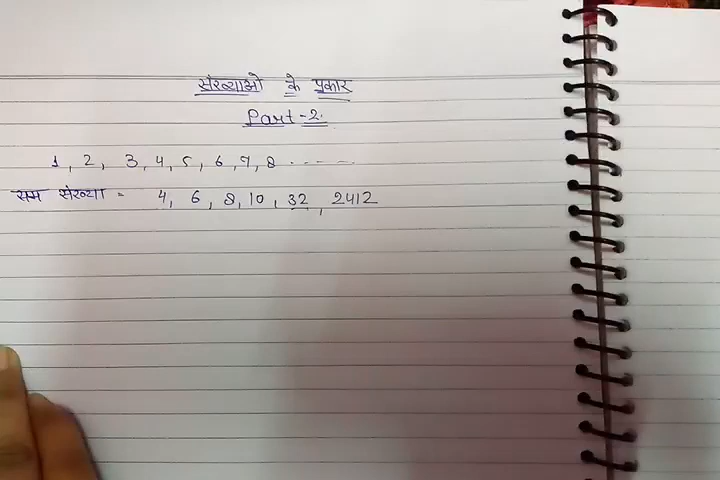 संख्याओ के प्रकार
Part-2.
1, 2, 3, 4, 5, 6, 7, 8 - - - - -
सम संख्या - 4, 6, 8, 10, 32, 2412